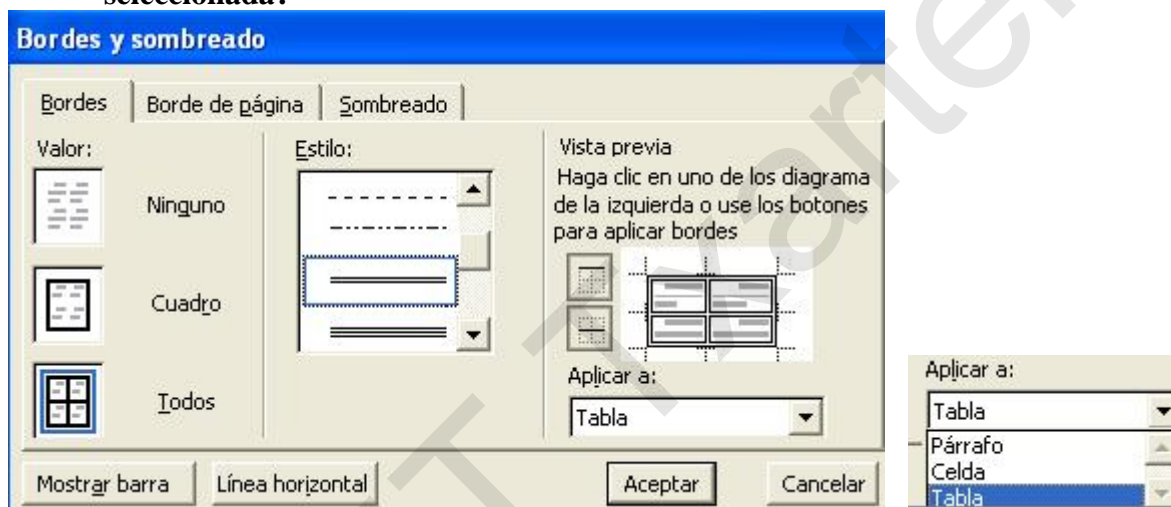 seleccionada?
Bordes y sombreado
Bordes
Borde de página
Sombreado
Valor:
Ninguno
Cuadro
Todos
Estilo:
Vista previa
Haga clic en uno de los diagrama
de la izquierda o use los botones
para aplicar bordes
Aplicar a:
Tabla
Mostrar barra
Línea horizontal
Aceptar
Cancelar
Aplicar a:
Tabla
Párrafo
Celda
Tabla